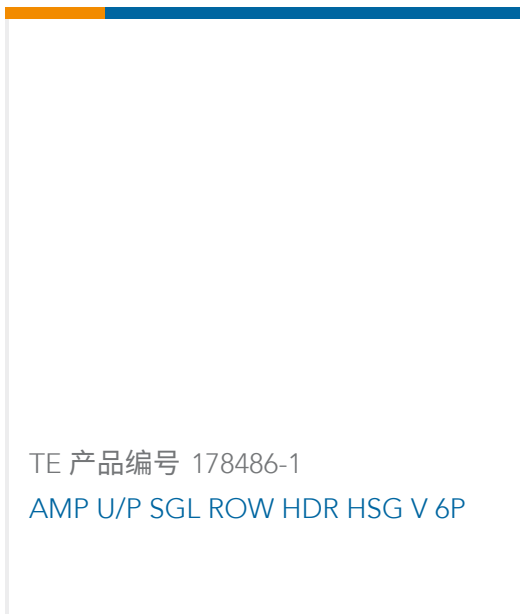 TE 产品编号 178486-1
AMP U/P SGL ROW HDR HSG V 6P